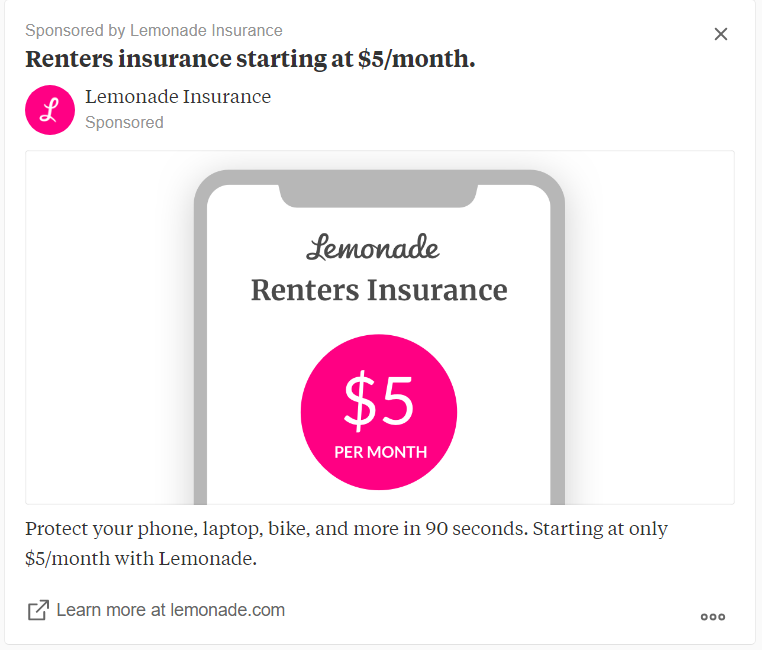 Sponsored by Lemonade Insurance
Renters insurance starting at $5/month.
Lemonade Insurance
Sponsored
Lemonade
Renters Insurance
$5
PER MONTH
Protect your phone, laptop, bike, and more in 90 seconds. Starting at only
$5/month with Lemonade.
Learn more at lemonade.com